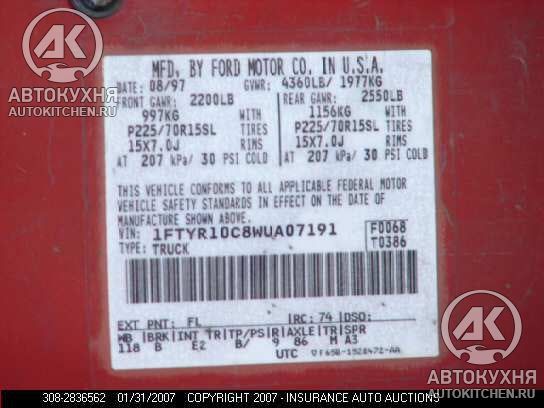 АВТОКУХНЯ
AUTOKITCHEN.RU
MFD. BY FORD MOTOR CO. IN U.S.A.
DATE: 08/97 GVWR: 4360LB/ 1977KG
FRONT GAWR: 2200LB REAR GAWR: 2550LB
997KG WITH 1156KG WITH
P225/70R15SL TIRES P225/70R15SL TIRES
15X7.0J RIMS 15X7.0J RIMS
AT 207 kPa/ 30 PSI COLD AT 207 kPa/ 30 PSI COLD
THIS VEHICLE CONFORMS TO ALL APPLICABLE FEDERAL MOTOR
VEHICLE SAFETY STANDARDS IN EFFECT ON THE DATE OF
MANUFACTURE SHOWN ABOVE.
VIN: 1FTYR10C8WUA07191 F0068
TYPE: TRUCK T0386
EXT PNT: FL RC: 74 DSO:
WB BRK INT TR TP/PS R AXLE TR SPR
118 B E2 B/ 9 86 M A3
UTC
АК
АВТОКУХНЯ
AUTOKITCHEN.RU
308-2836562 01/31/2007 COPYRIGHT 2007 - INSURANCE AUTO AUCTIONS